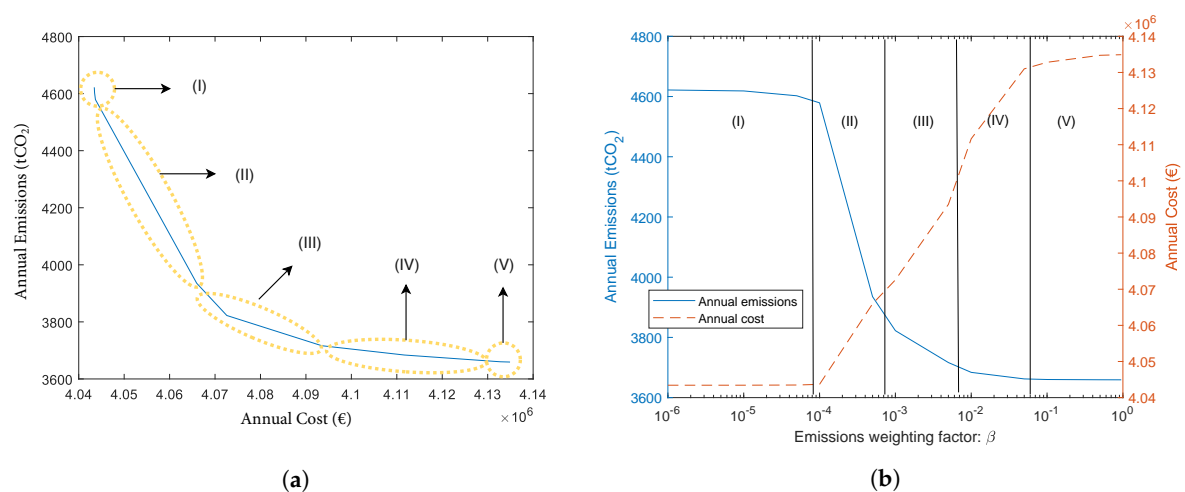 4800
4600
4400
4200
4000
3800
3600
Annual Emissions (tCO2)
(I)
(II)
(III)
(IV)
(V)
4.04
4.05
4.06
4.07
4.08
4.09
4.1
4.11
4.12
4.13
4.14
×10^6
Annual Cost (€)
(a)
4800
4600
4400
4200
4000
3800
3600
Annual Emissions (tCO2)
(I)
(II)
(III)
(IV)
(V)
Annual emissions
Annual cost
×10^6
4.14
4.13
4.12
4.11
4.1
4.09
4.08
4.07
4.06
4.05
4.04
Annual Cost (€)
10^-6
10^-5
10^-4
10^-3
10^-2
10^-1
10^0
Emissions weighting factor: β
(b)